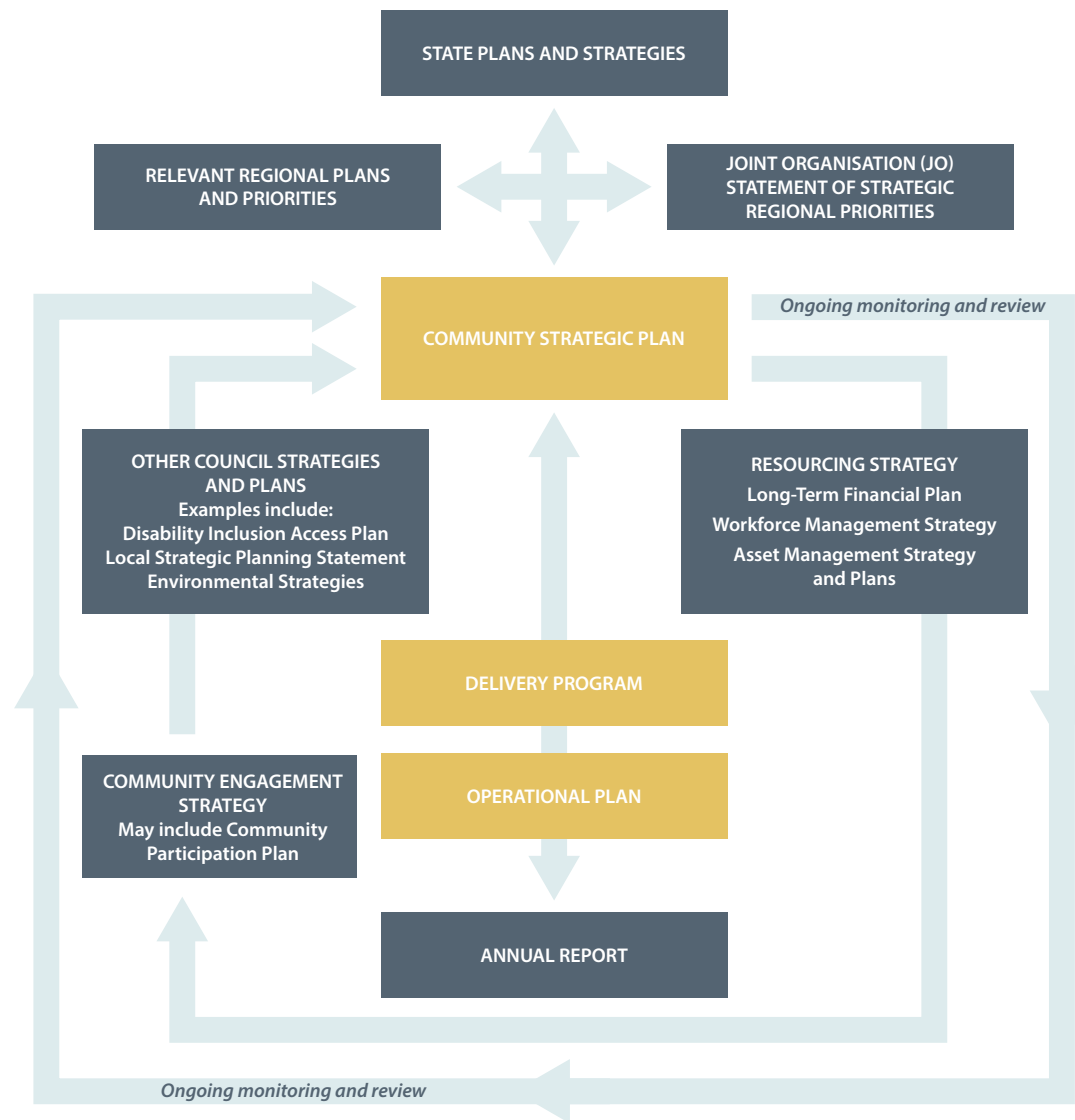 STATE PLANS AND STRATEGIES
RELEVANT REGIONAL PLANS
AND PRIORITIES
JOINT ORGANISATION (JO)
STATEMENT OF STRATEGIC
REGIONAL PRIORITIES
Ongoing monitoring and review
COMMUNITY STRATEGIC PLAN
OTHER COUNCIL STRATEGIES
AND PLANS
Examples include:
Disability Inclusion Access Plan
Local Strategic Planning Statement
Environmental Strategies
RESOURCING STRATEGY
Long-Term Financial Plan
Workforce Management Strategy
Asset Management Strategy
and Plans
DELIVERY PROGRAM
COMMUNITY ENGAGEMENT
STRATEGY
May include Community
Participation Plan
OPERATIONAL PLAN
ANNUAL REPORT
Ongoing monitoring and review